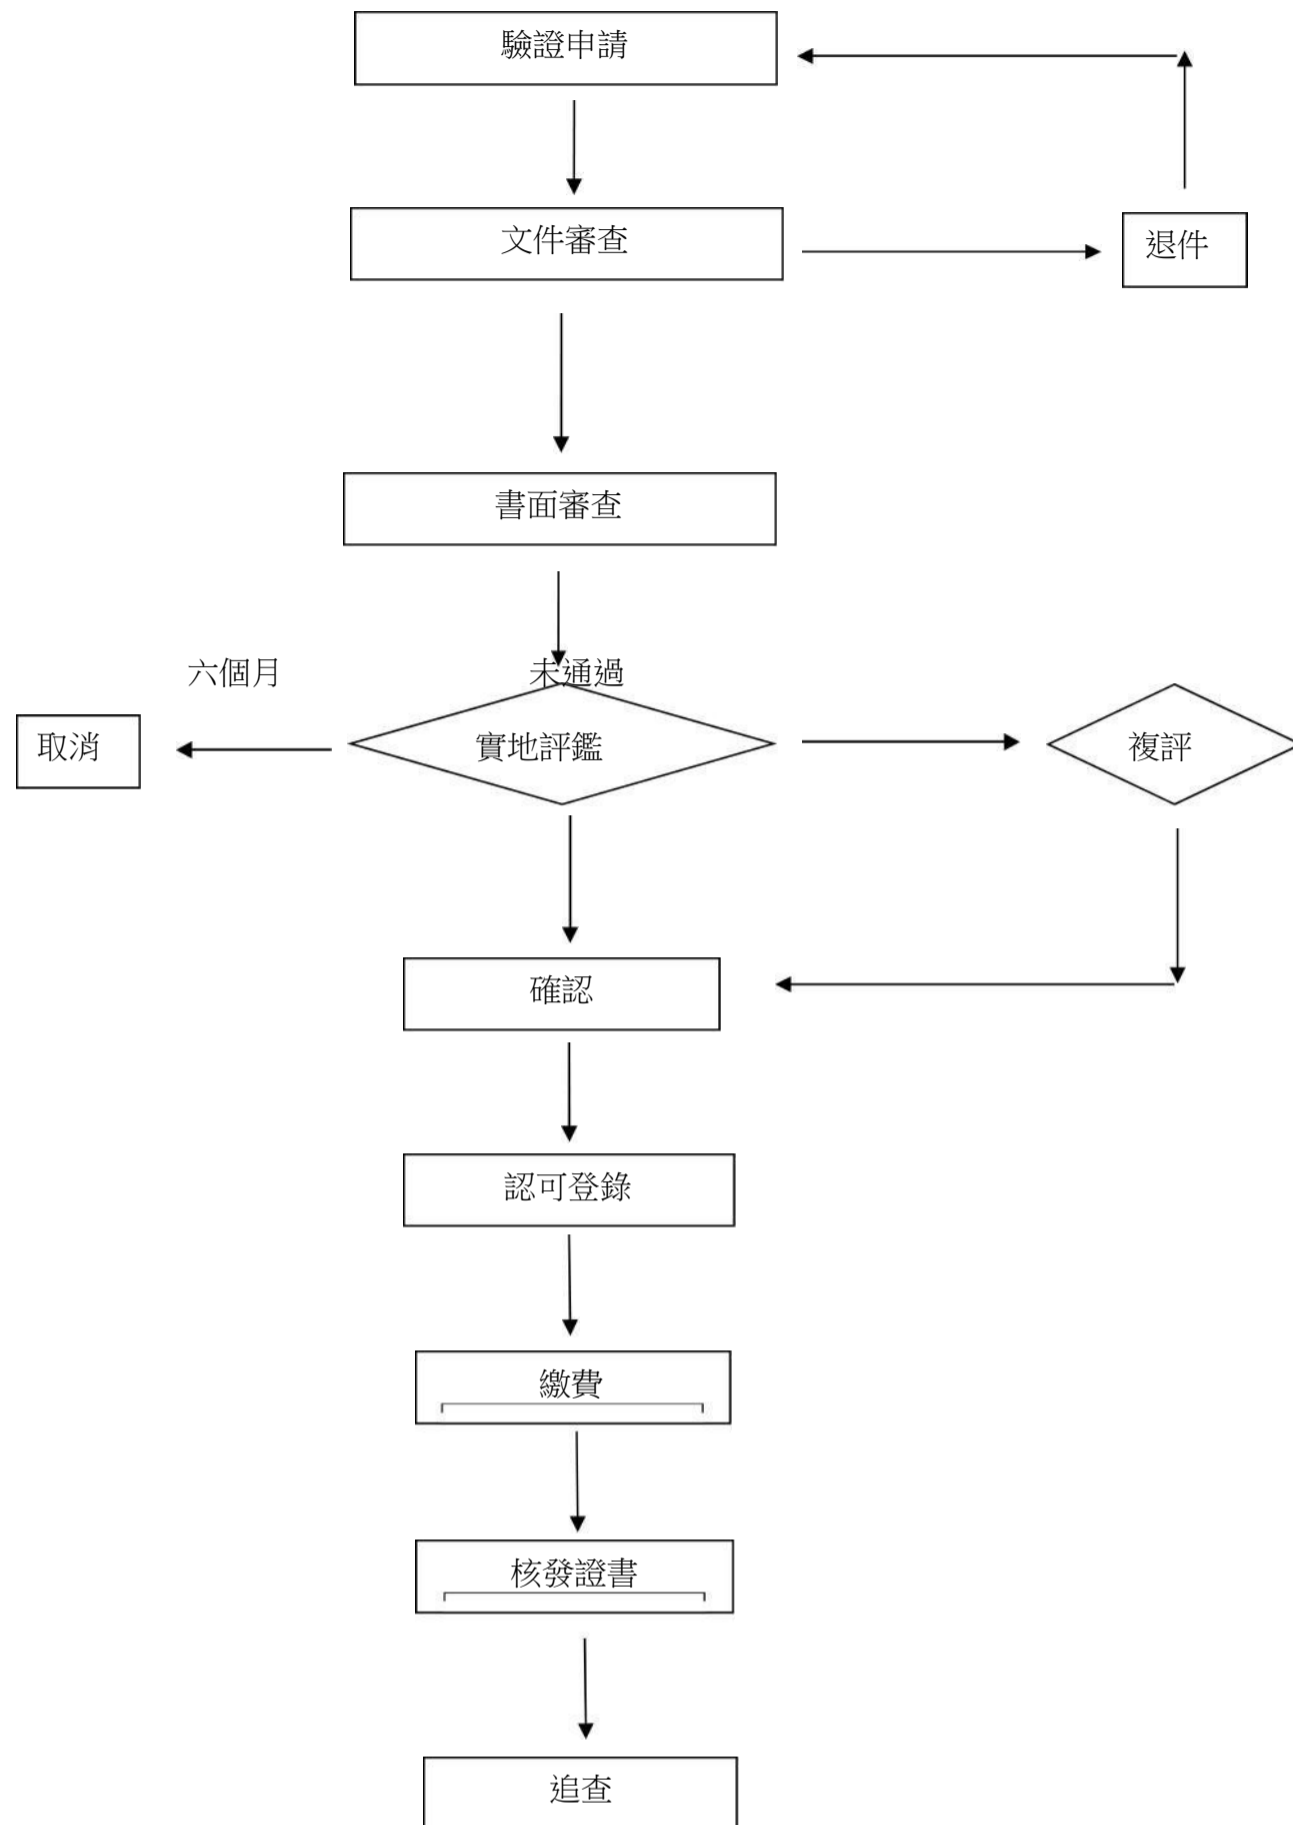 驗證申請
文件審查
退件
書面審查
六個月
未通過
取消
實地評鑑
複評
確認
認可登錄
繳費
核發證書
追查